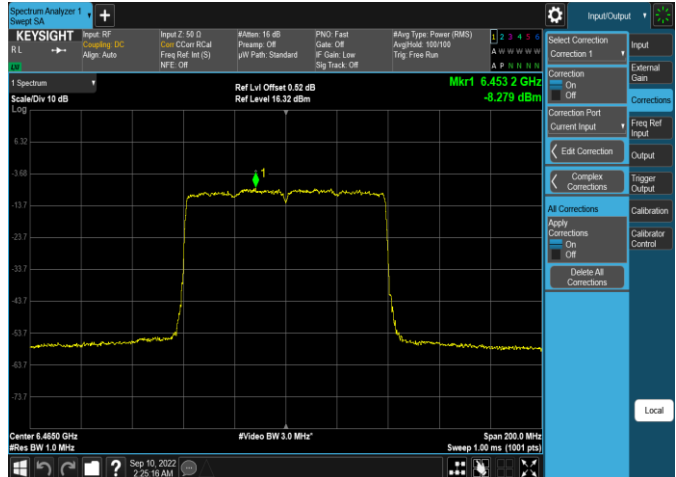 Spectrum Analyzer 1
Swept SA
Input/Output
KEYSIGHT
RL
AM
Input: RF
Coupling: DC
Align: Auto
Input Z: 50 Ω
Corr CCorr RCal
Freq Ref: Int (S)
NFE: Off
#Atten: 16 dB
Preamp: Off
µW Path: Standard
PNO: Fast
Gate: Off
IF Gain: Low
Sig Track: Off
#Avg Type: Power (RMS)
Avg|Hold: 100/100
Trig: Free Run
1 2 3 4 5 6
A W W W W W
A P N N N N
1 Spectrum
Scale/Div 10 dB
Log
Ref Lvl Offset 0.52 dB
Ref Level 16.32 dBm
Mkr1 6.453 2 GHz
-8.279 dBm
6.32
-3.68
-13.7
-23.7
-33.7
-43.7
-53.7
-63.7
-73.7
1
Center 6.4650 GHz
#Res BW 1.0 MHz
#Video BW 3.0 MHz*
Span 200.0 MHz
Sweep 1.00 ms (1001 pts)
Sep 10, 2022
2:25:16 AM
Select Correction
Correction 1
Correction
On
Off
Correction Port
Current Input
Edit Correction
Complex
Corrections
All Corrections
Apply
Corrections
On
Off
Delete All
Corrections
Input
External
Gain
Corrections
Freq Ref
Input
Output
Trigger
Output
Calibration
Calibrator
Control
Local